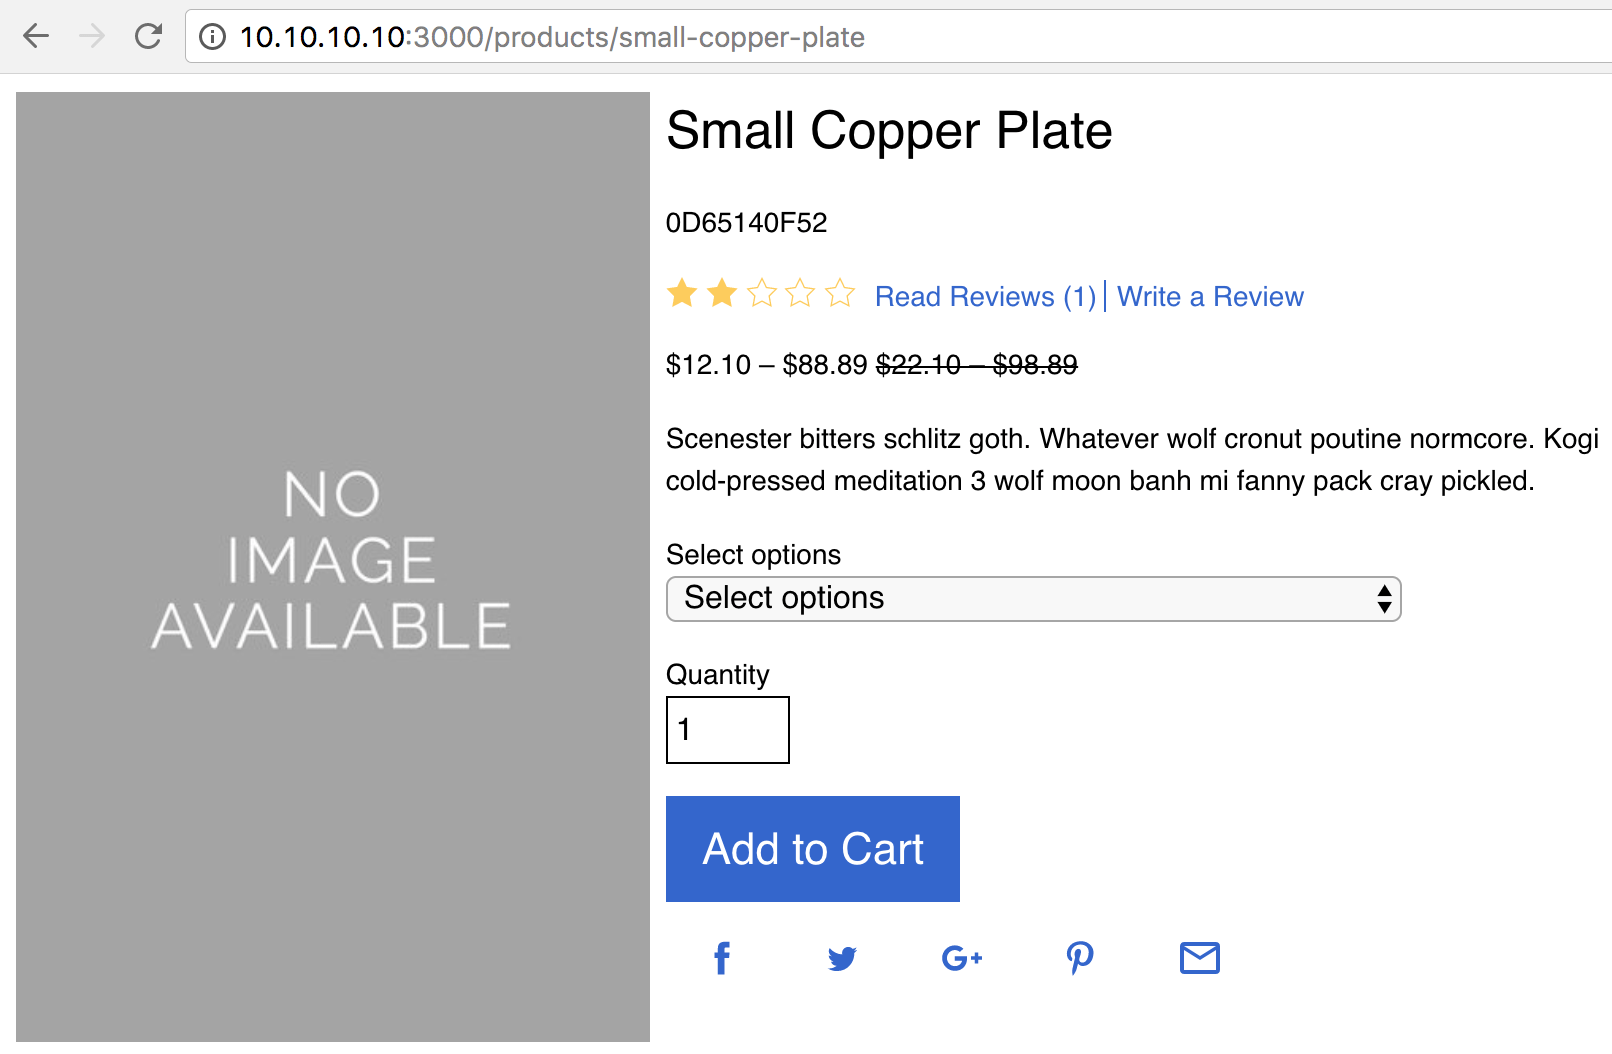 10.10.10.10:3000/products/small-copper-plate
NO
IMAGE
AVAILABLE
Small Copper Plate
0D65140F52
Read Reviews (1) | Write a Review
$12.10 – $88.89 $22.10 – $98.89
Scenester bitters schlitz goth. Whatever wolf cronut poutine normcore. Kogi
cold-pressed meditation 3 wolf moon banh mi fanny pack cray pickled.
Select options
Select options
Quantity
1
Add to Cart